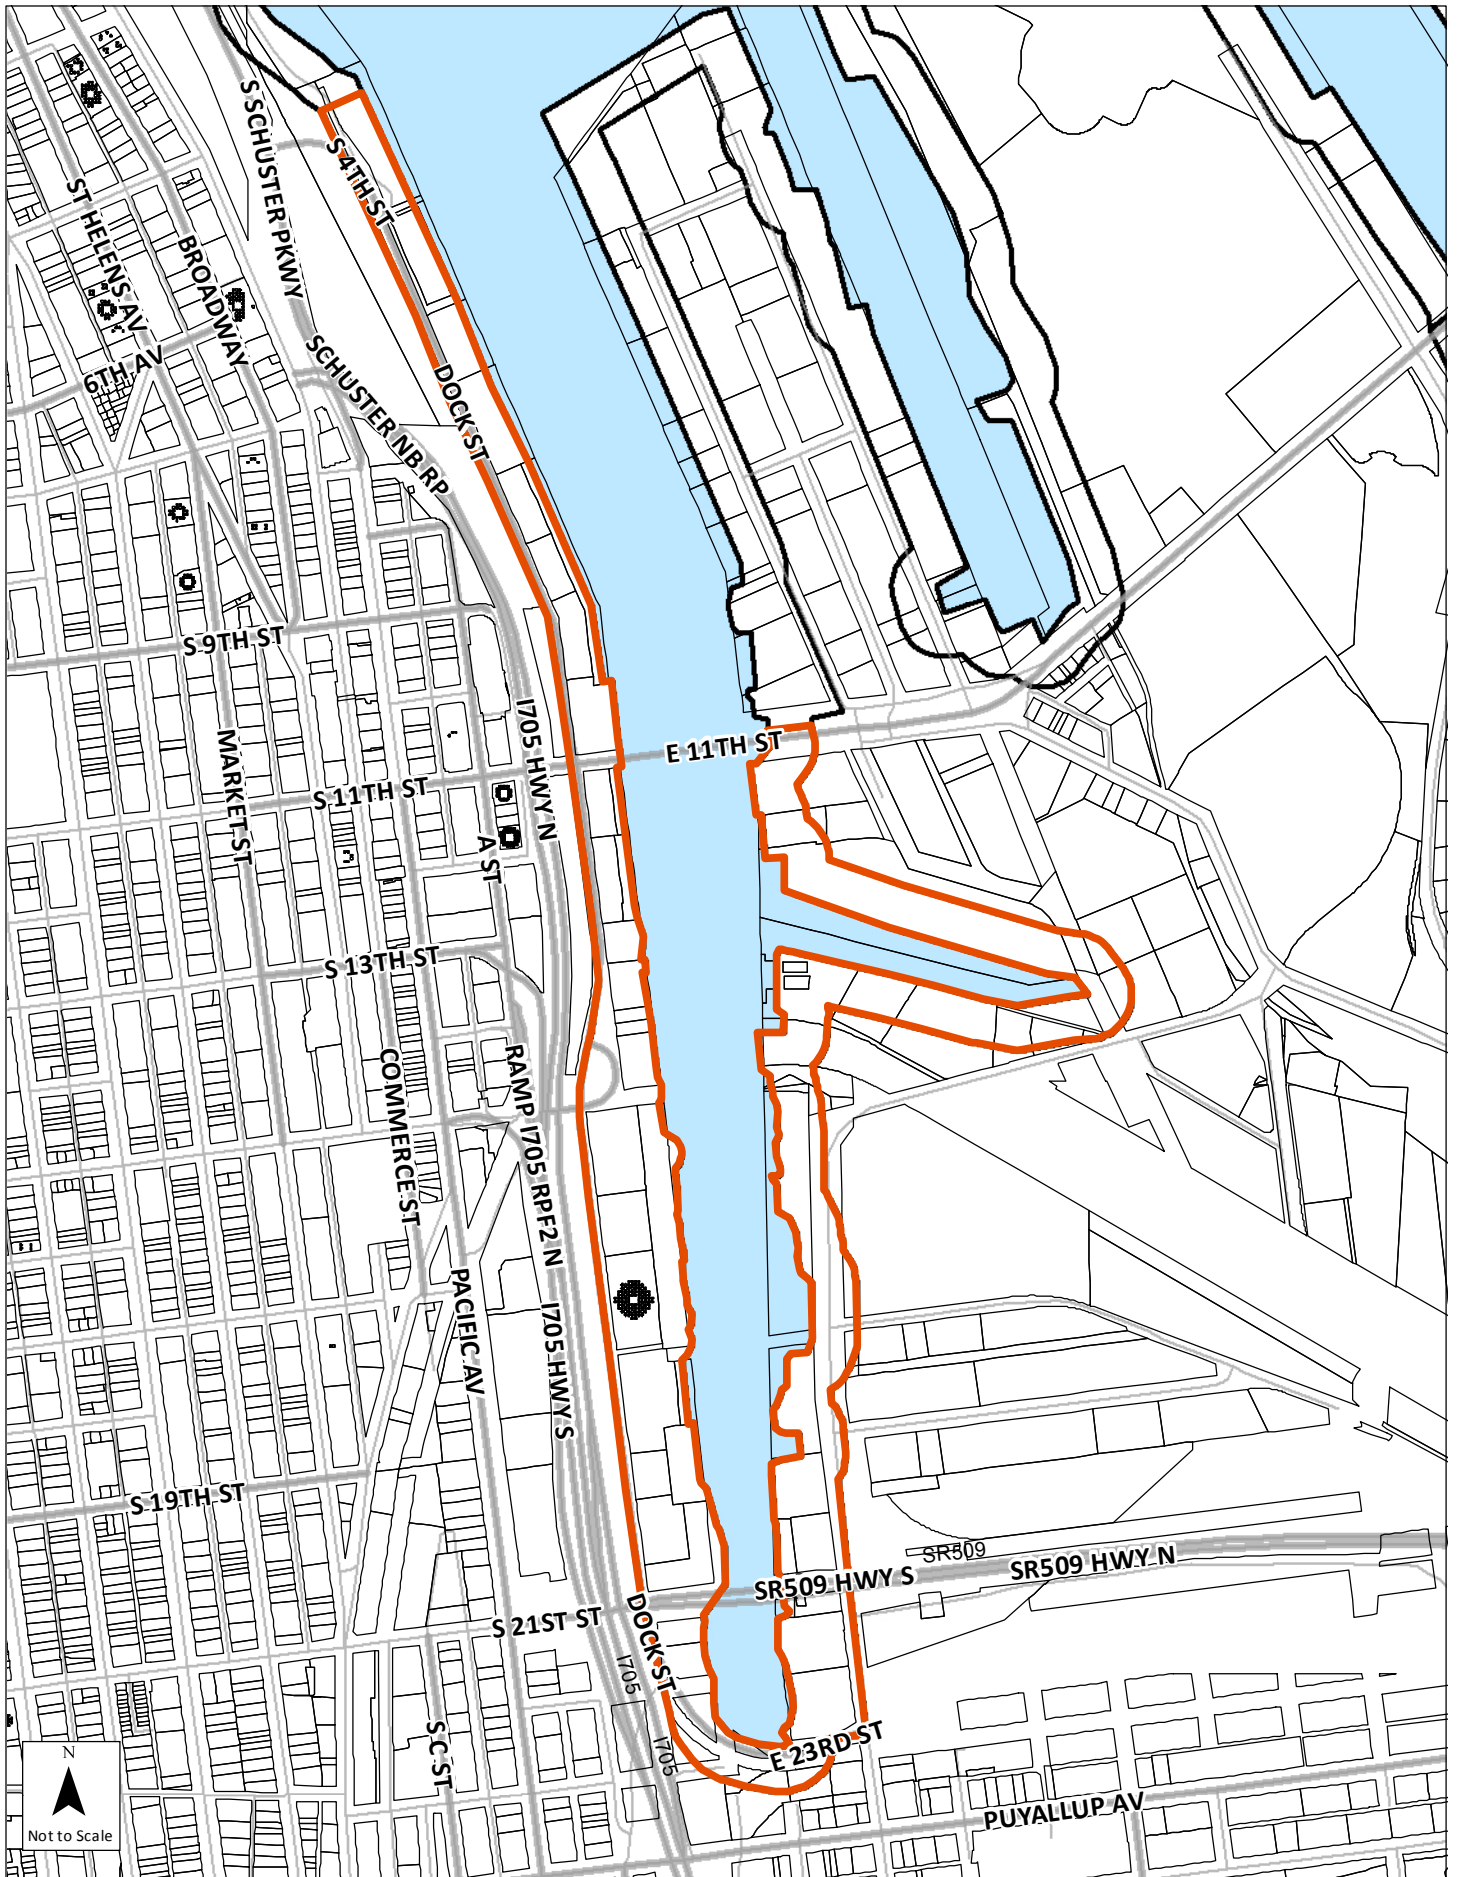 S SCHUSTER PKWY
S 4TH ST
ST HELENS AV
BROADWAY
6TH AV
SCHUSTER NB RP
DOCK ST
S 9TH ST
I705 HWY N
MARKET ST
E 11TH ST
S 11TH ST
A ST
S 13TH ST
COMMERCE ST
RAMP I705 RPF2 N
PACIFIC AV
I705 HWY S
S 19TH ST
SR509
SR509 HWY N
SR509 HWY S
S 21ST ST
DOCK ST
I705
I705
S C ST
E 23RD ST
PUYALLUP AV
N
Not to Scale